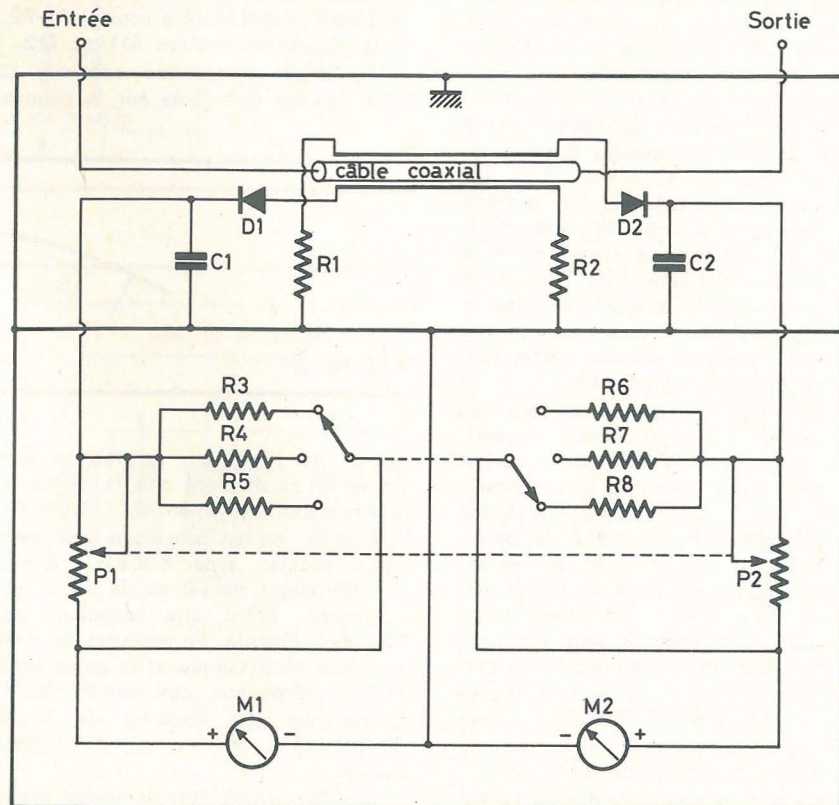 Entrée Sortie
câble coaxial
D1 D2
C1 R1 R2 C2
R3 R6
R4 R7
R5 R8
P1 P2
M1 M2
+ - - +